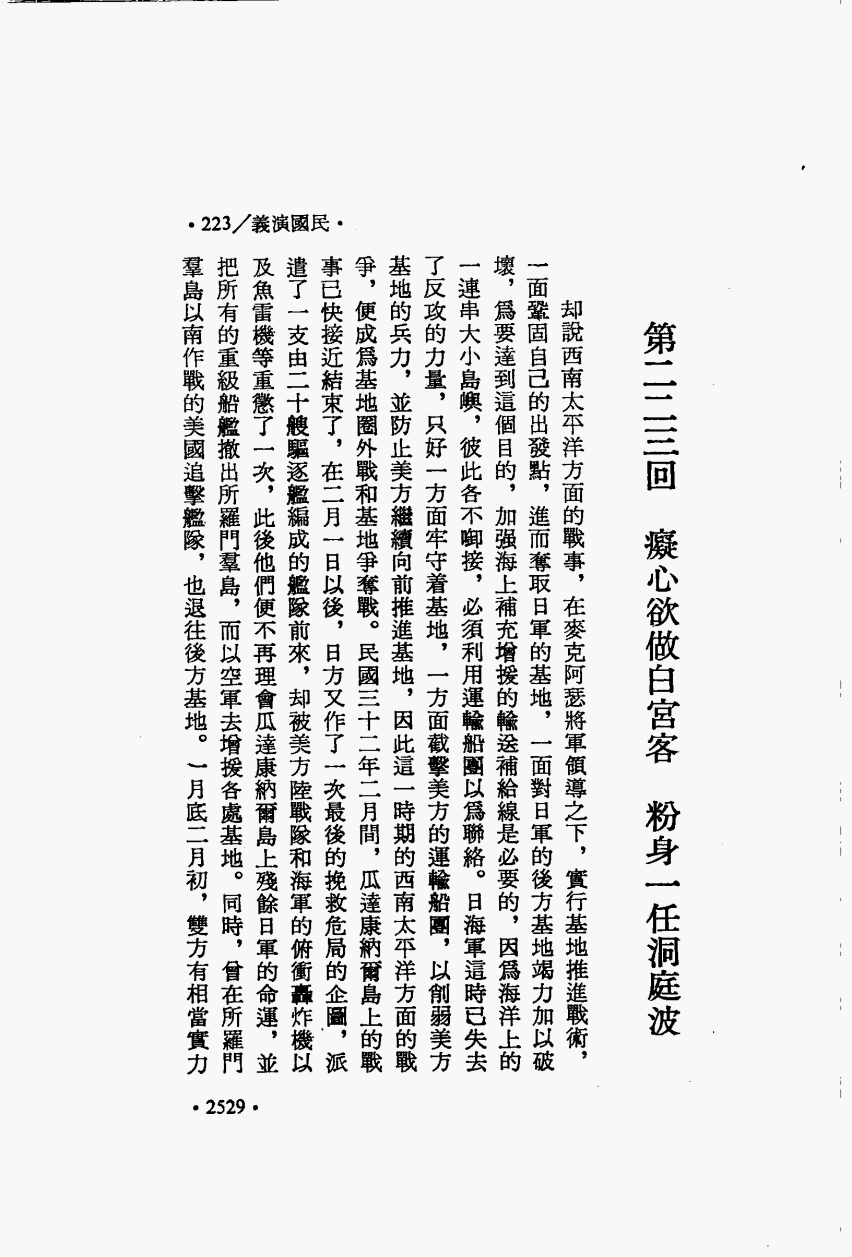 ·223/義演國民·
第二二三回　癡心欲做白宮客　粉身一任洞庭波
却說西南太平洋方面的戰事，在麥克阿瑟將軍領導之下，實行基地推進戰術，
一面鞏固自己的出發點，進而奪取日軍的基地，一面對日軍的後方基地竭力加以破
壞，爲要達到這個目的，加强海上補充增援的輸送補給線是必要的，因爲海洋上的
一連串大小島嶼，彼此各不啣接，必須利用運輸船團以爲聯絡。日海軍這時已失去
了反攻的力量，只好一方面牢守着基地，一方面截擊美方的運輸船團，以削弱美方
基地的兵力，並防止美方繼續向前推進基地，因此這一時期的西南太平洋方面的戰
爭，便成爲基地圈外戰和基地爭奪戰。民國三十二年二月間，瓜達康納爾島上的戰
事已快接近結束了，在二月一日以後，日方又作了一次最後的挽救危局的企圖，派
遣了一支由二十艘驅逐艦編成的艦隊前來，却被美方陸戰隊和海軍的俯衝轟炸機以
及魚雷機等重懲了一次，此後他們便不再理會瓜達康納爾島上殘餘日軍的命運，並
把所有的重級船艦撤出所羅門羣島，而以空軍去增援各處基地。同時，曾在所羅門
羣島以南作戰的美國追擊艦隊，也退往後方基地。一月底二月初，雙方有相當實力
·2529·